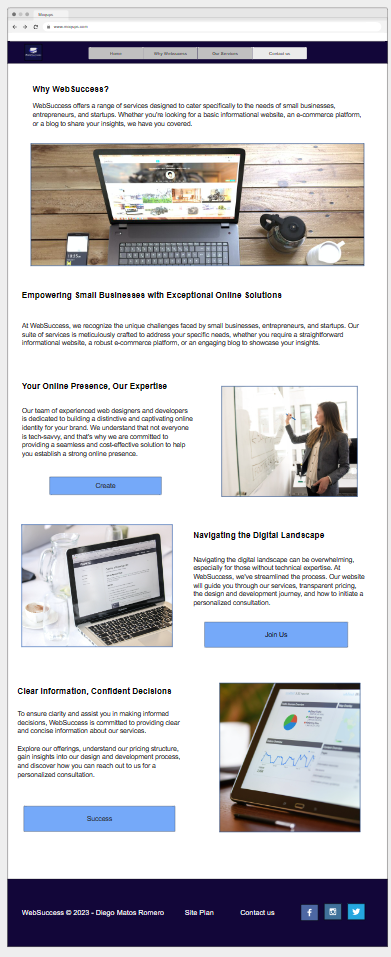 www.ninopojo.com
Home Why Websuccess Our Services Contact us
Why WebSuccess?
WebSuccess offers a range of services designed to cater specifically to the needs of small businesses,
entrepreneurs, and startups. Whether you're looking for a basic informational website, an e-commerce platform,
or a blog to share your insights, we have you covered.
Empowering Small Businesses with Exceptional Online Solutions
At WebSuccess, we recognize the unique challenges faced by small businesses, entrepreneurs, and startups. Our
suite of services is meticulously crafted to address your specific needs, whether you require a straightforward
informational website, a robust e-commerce platform, or an engaging blog to showcase your insights.
Your Online Presence, Our Expertise
Our team of experienced web designers and developers
is dedicated to building a distinctive and captivating online
identity for your brand. We understand that not everyone
is tech-savvy, and that's why we are committed to
providing a seamless and cost-effective solution to help
you establish a strong online presence.
Create
Navigating the Digital Landscape
Navigating the digital landscape can be overwhelming,
especially for those without technical expertise. At
WebSuccess, we've streamlined the process. Our website
will guide you through our services, transparent pricing,
the design and development journey, and how to initiate a
personalized consultation.
Join Us
Clear Information, Confident Decisions
To ensure clarity and assist you in making informed
decisions, WebSuccess is committed to providing clear
and concise information about our services.
Explore our offerings, understand our pricing structure,
gain insights into our design and development process,
and discover how you can reach out to us for a
personalized consultation.
Success
WebSuccess © 2023 - Diego Matos Romero Site Plan Contact us